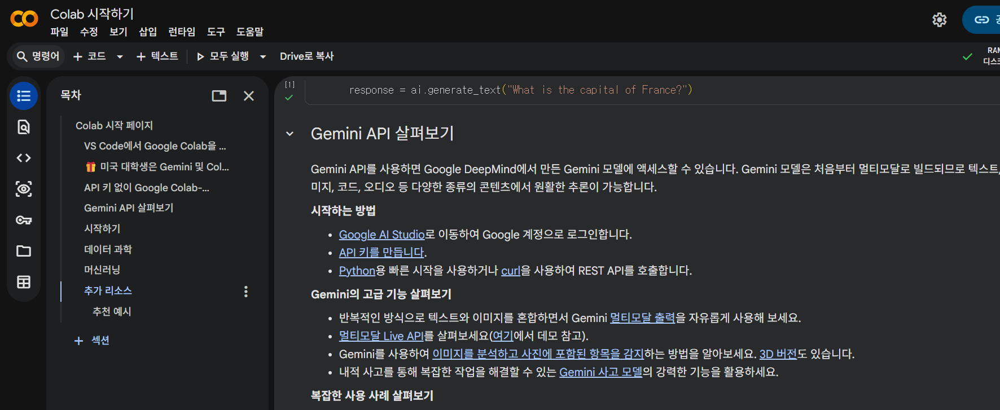 Colab 시작하기
파일 수정 보기 삽입 런타임 도구 도움말
명령어 + 코드 + 텍스트 모두 실행 Drive로 복사
RAM
디스크
목차
Colab 시작 페이지
VS Code에서 Google Colab을 ...
🎁 미국 대학생은 Gemini 및 Col...
API 키 없이 Google Colab-...
Gemini API 살펴보기
시작하기
데이터 과학
머신러닝
추가 리소스
추천 예시
+ 섹션
[1]
response = ai.generate_text("What is the capital of France?")
Gemini API 살펴보기
Gemini API를 사용하면 Google DeepMind에서 만든 Gemini 모델에 액세스할 수 있습니다. Gemini 모델은 처음부터 멀티모달로 빌드되므로 텍스트,
미지, 코드, 오디오 등 다양한 종류의 콘텐츠에서 원활한 추론이 가능합니다.
시작하는 방법
• Google AI Studio로 이동하여 Google 계정으로 로그인합니다.
• API 키를 만듭니다.
• Python용 빠른 시작을 사용하거나 curl을 사용하여 REST API를 호출합니다.
Gemini의 고급 기능 살펴보기
• 반복적인 방식으로 텍스트와 이미지를 혼합하면서 Gemini 멀티모달 출력을 자유롭게 사용해 보세요.
• 멀티모달 Live API를 살펴보세요(여기에서 데모 참고).
• Gemini를 사용하여 이미지를 분석하고 사진에 포함된 항목을 감지하는 방법을 알아보세요. 3D 버전도 있습니다.
• 내적 사고를 통해 복잡한 작업을 해결할 수 있는 Gemini 사고 모델의 강력한 기능을 활용하세요.
복잡한 사용 사례 살펴보기